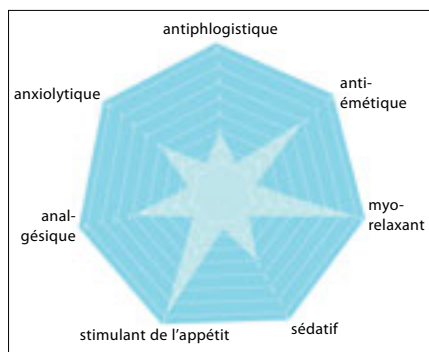 antiphlogistique
anti-
émétique
anxiolytique
anal-
gésique
myo-
relaxant
stimulant de l’appétit
sédatif